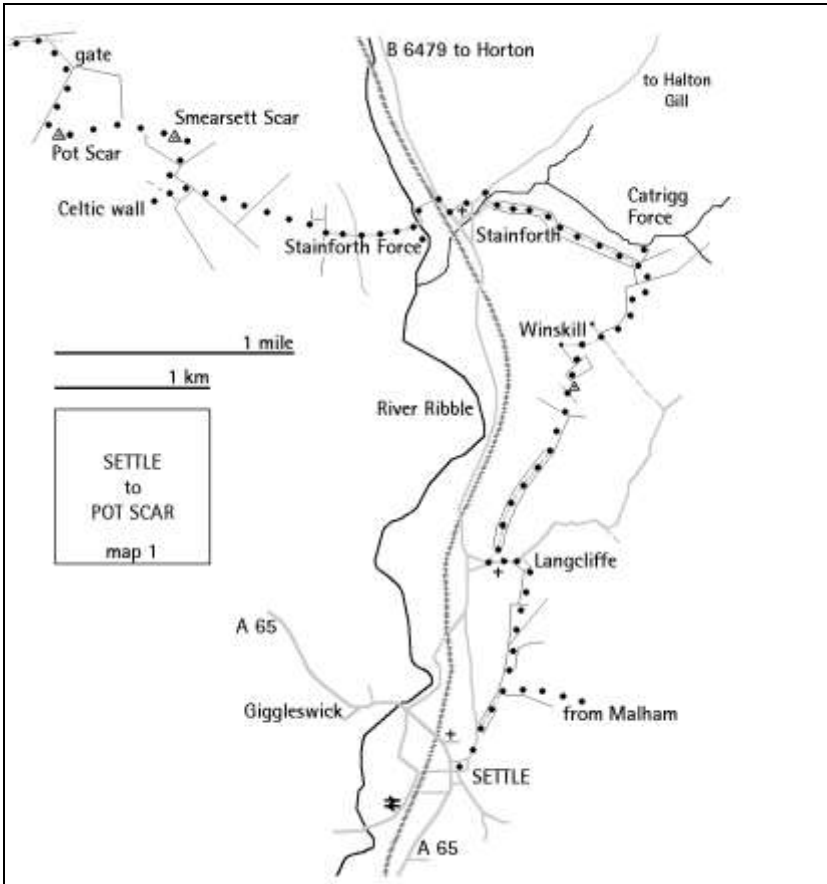 gate
B 6479 to Horton
to Halton
Gill
Smearsett Scar
Pot Scar
Catrigg
Force
Celtic wall
Stainforth Force
Stainforth
Winskill
1 mile
1 km
River Ribble
SETTLE
to
POT SCAR
map 1
Langcliffe
A 65
Giggleswick
from Malham
SETTLE
A 65